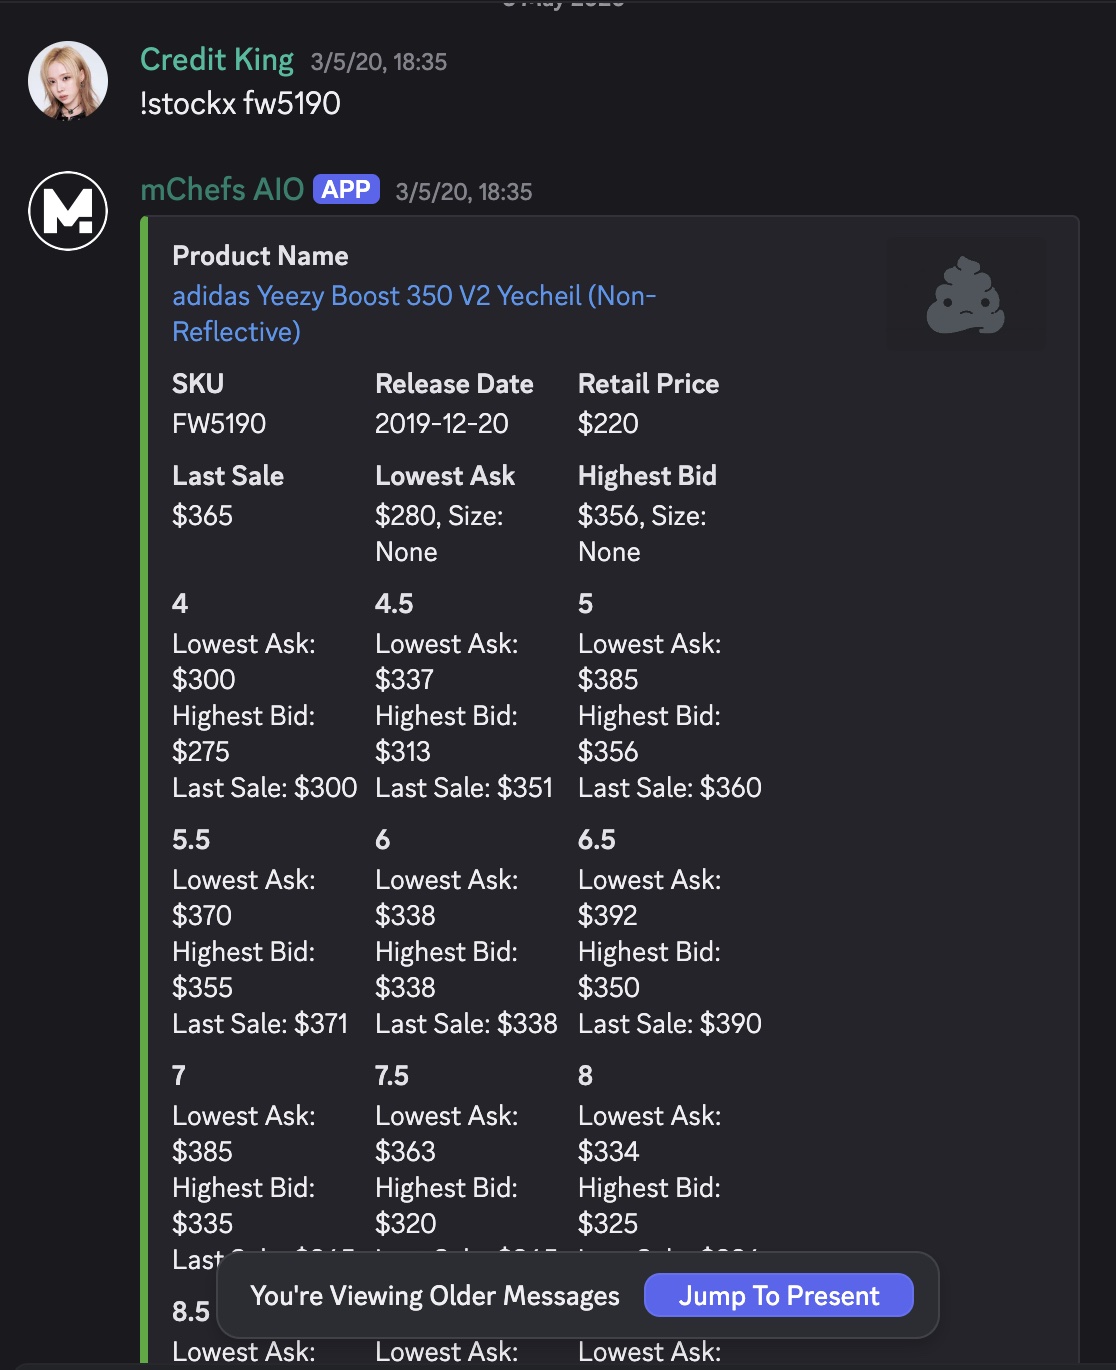 Credit King 3/5/20, 18:35
!stockx fw5190
mChefs AIO APP 3/5/20, 18:35
Product Name
adidas Yeezy Boost 350 V2 Yecheil (Non-
Reflective)
SKU Release Date Retail Price
FW5190 2019-12-20 $220
Last Sale Lowest Ask Highest Bid
$365 $280, Size: $356, Size:
None None
4 4.5 5
Lowest Ask: Lowest Ask: Lowest Ask:
$300 $337 $385
Highest Bid: Highest Bid: Highest Bid:
$275 $313 $356
Last Sale: $300 Last Sale: $351 Last Sale: $360
5.5 6 6.5
Lowest Ask: Lowest Ask: Lowest Ask:
$370 $338 $392
Highest Bid: Highest Bid: Highest Bid:
$355 $338 $350
Last Sale: $371 Last Sale: $338 Last Sale: $390
7 7.5 8
Lowest Ask: Lowest Ask: Lowest Ask:
$385 $363 $334
Highest Bid: Highest Bid: Highest Bid:
$335 $320 $325
Last
You're Viewing Older Messages Jump To Present
8.5
Lowest Ask: Lowest Ask: Lowest Ask: